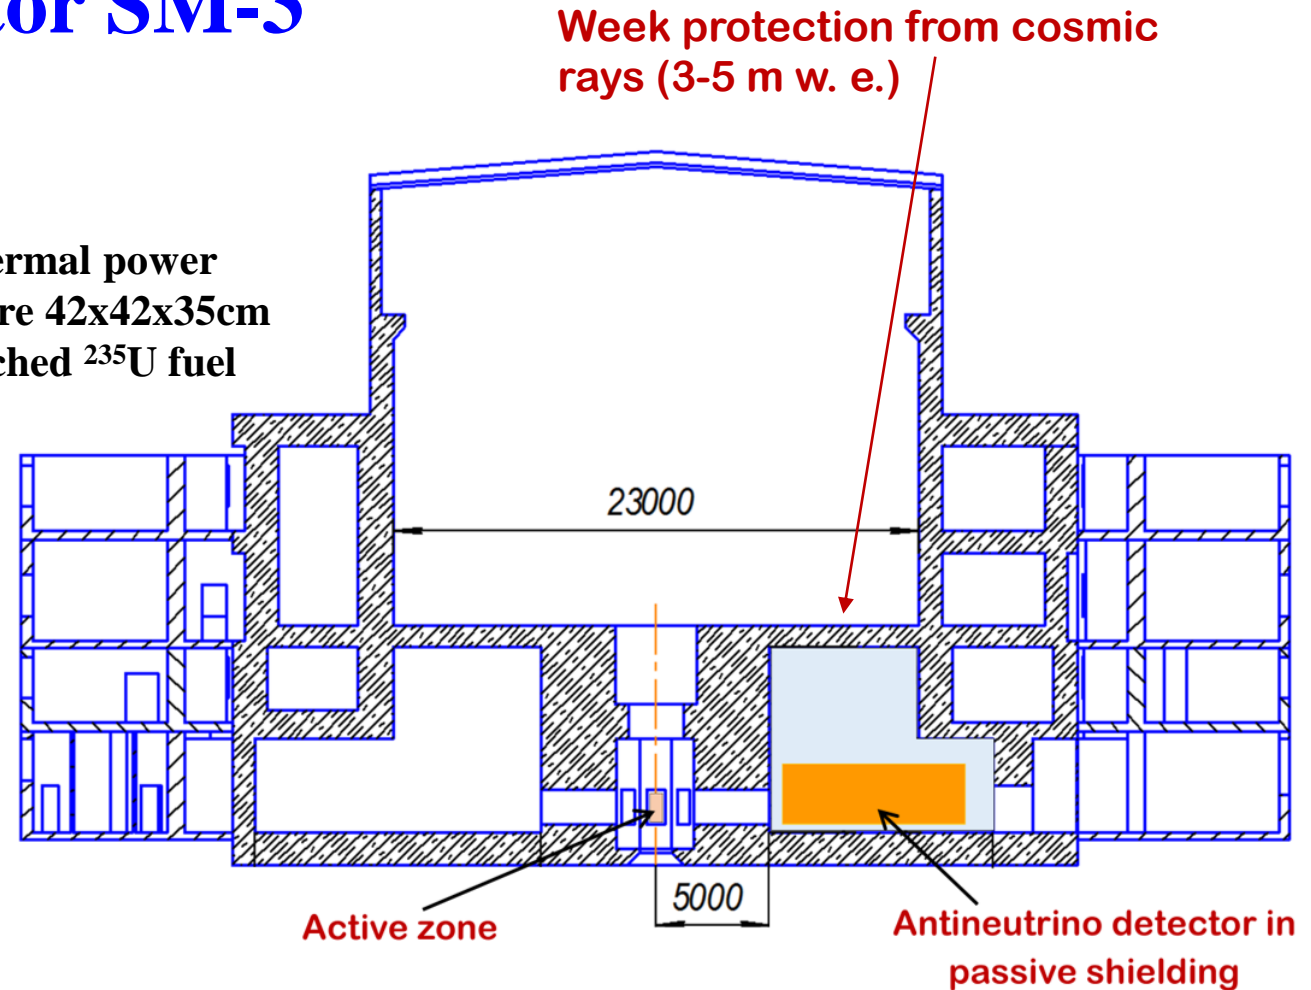 tor SM-3
Week protection from cosmic
rays (3-5 m w. e.)
ermal power
re 42x42x35cm
ched ²³⁵U fuel
23000
5000
Active zone
Antineutrino detector in
passive shielding